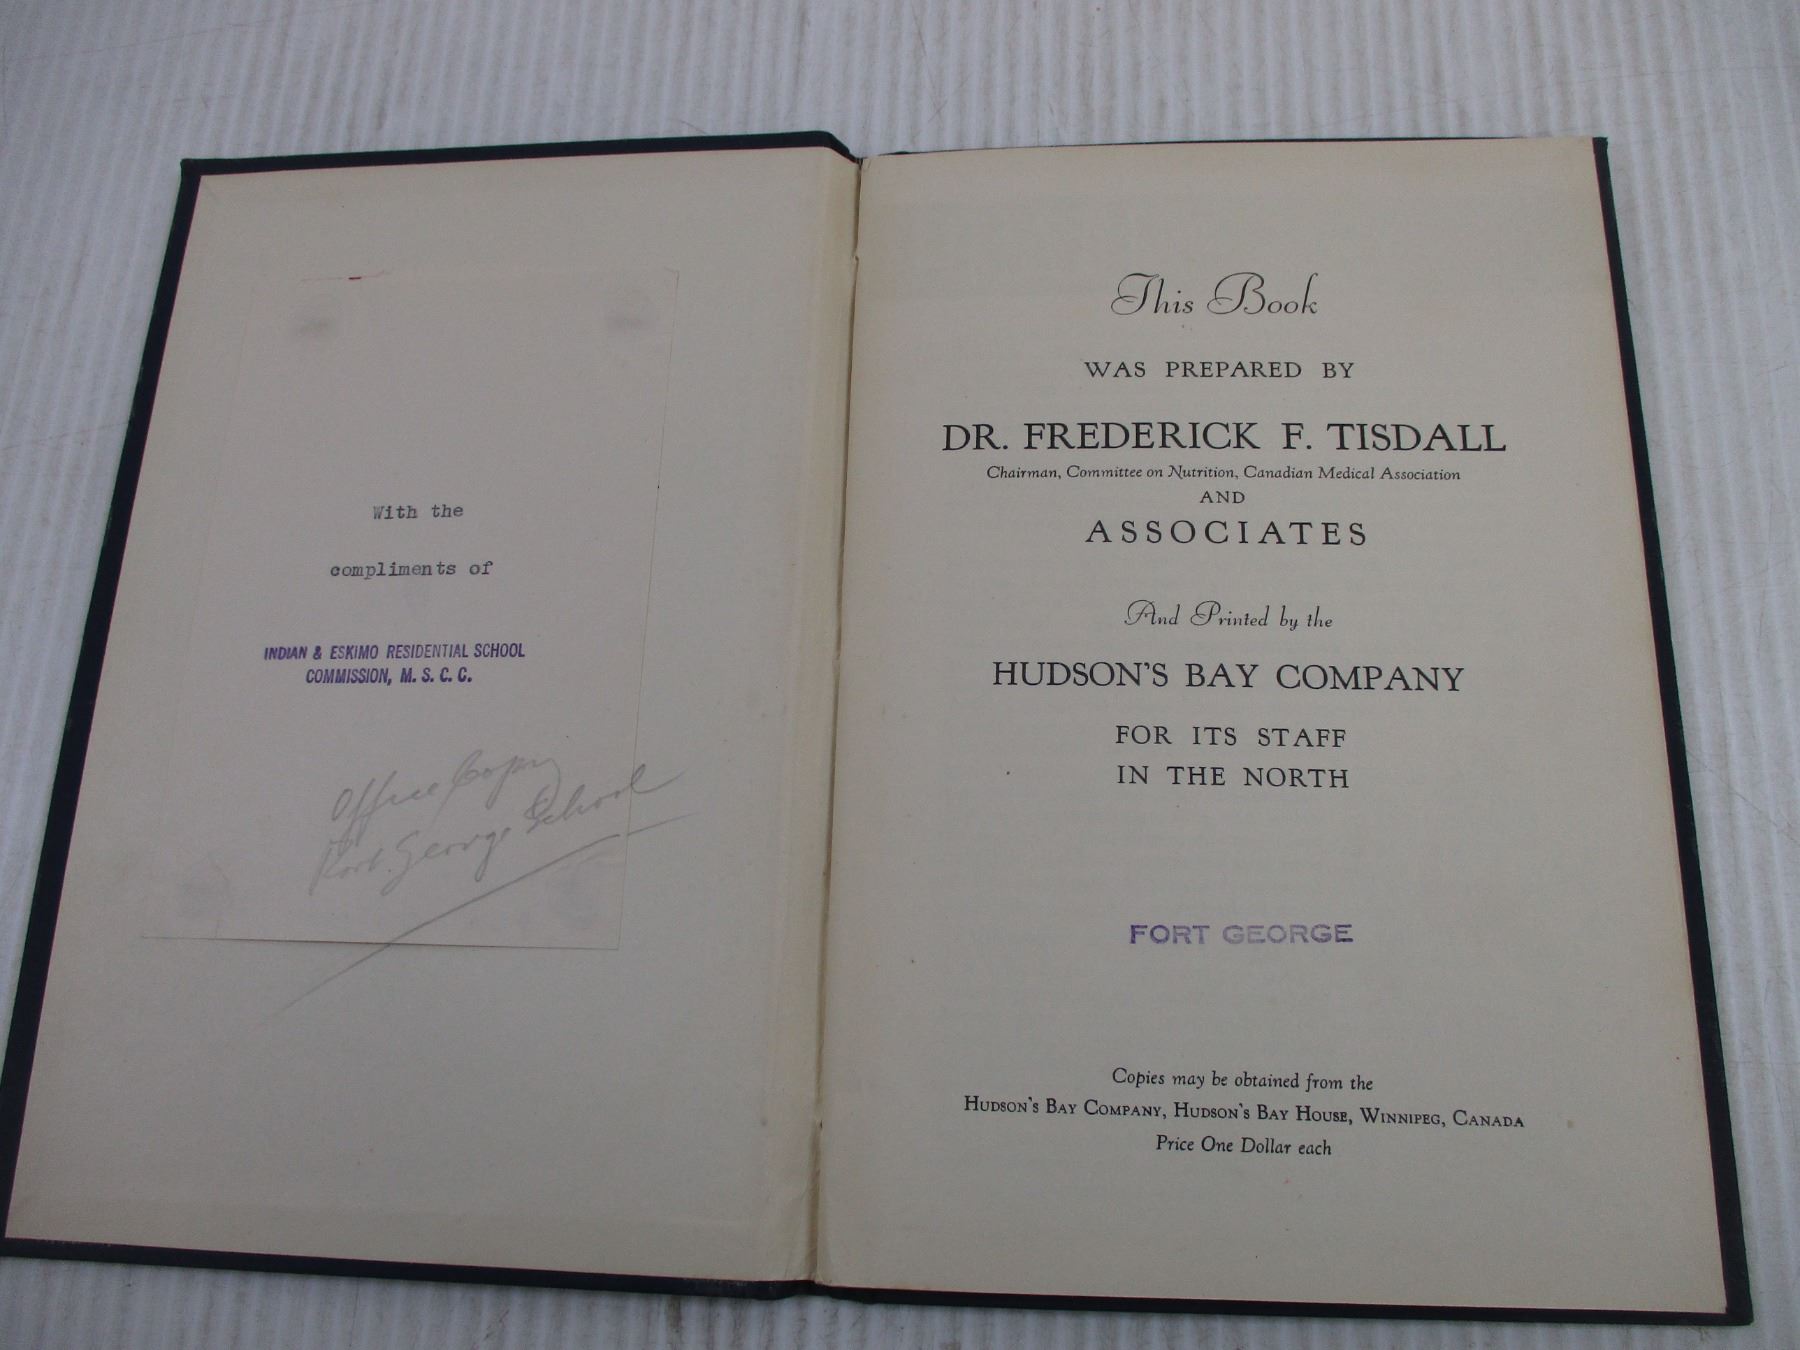 With the
compliments of
INDIAN & ESKIMO RESIDENTIAL SCHOOL
COMMISSION, M. S. C. C.
Office Copy
Fort. George School
This Book
WAS PREPARED BY
DR. FREDERICK F. TISDALL
Chairman, Committee on Nutrition, Canadian Medical Association
AND
ASSOCIATES
And Printed by the
HUDSON'S BAY COMPANY
FOR ITS STAFF
IN THE NORTH
FORT GEORGE
Copies may be obtained from the
HUDSON'S BAY COMPANY, HUDSON'S BAY HOUSE, WINNIPEG, CANADA
Price One Dollar each